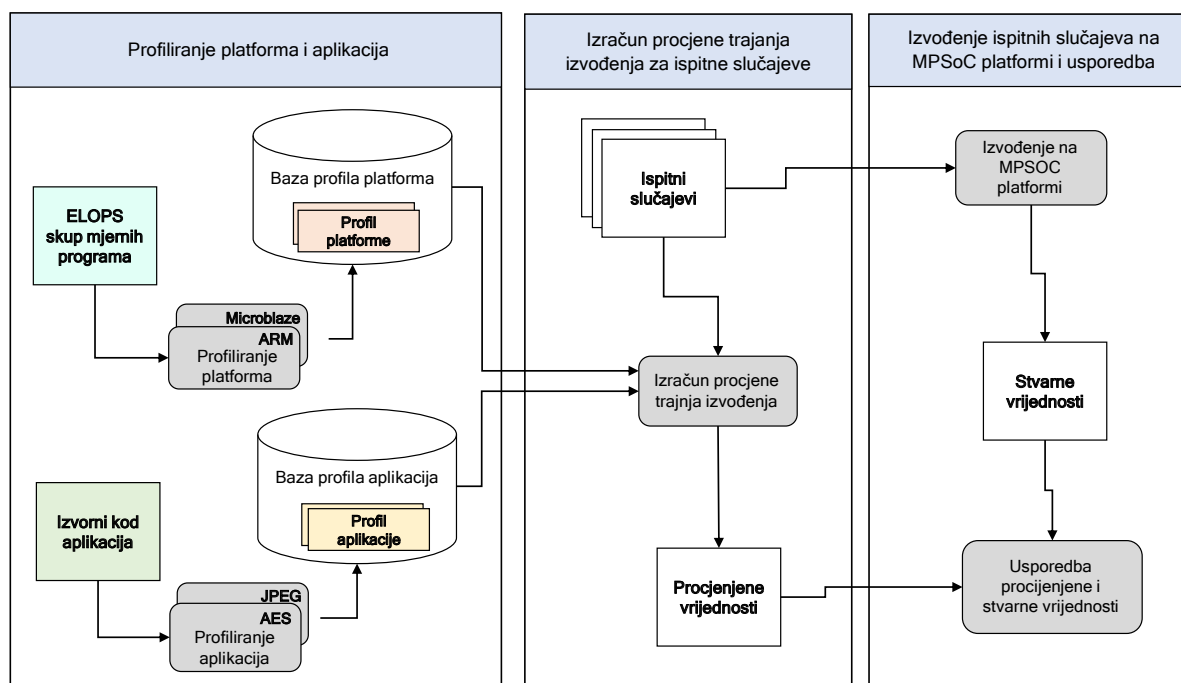 Profiliranje platforma i aplikacija
Baza profila platforma
Profil
platforme
ELOPS
skup mjernih
programa
Microblaze
ARM
Profiliranje
platforma
Baza profila aplikacija
Profil
aplikacije
Izvorni kod
aplikacija
JPEG
AES
Profiliranje
aplikacija
Izračun procjene trajanja
izvođenja za ispitne slučajeve
Ispitni
slučajevi
Izračun procjene
trajnja izvođenja
Procjenjene
vrijednosti
Izvođenje ispitnih slučajeva na
MPSoC platformi i usporedba
Izvođenje na
MPSOC
platformi
Stvarne
vrijednosti
Usporedba
procijenjene i
stvarne vrijednosti